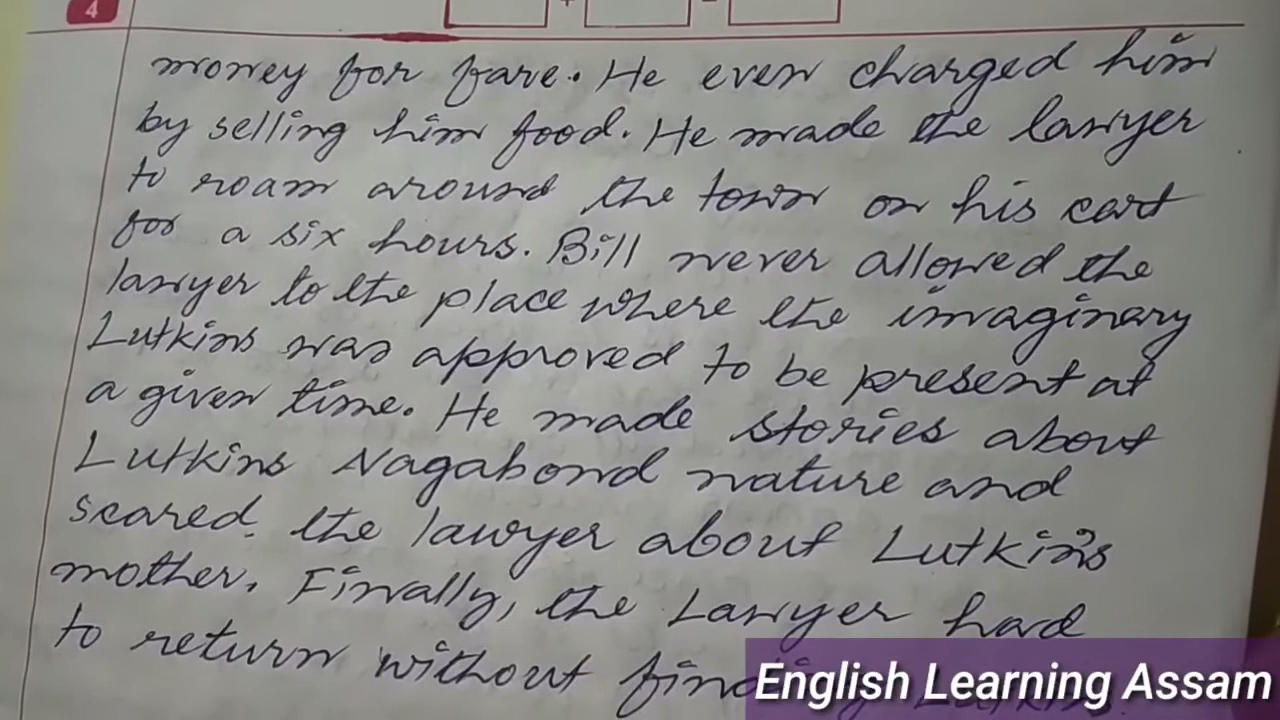 4
money for fare. He even charged him
by selling him food. He made the lawyer
to roam around the town on his cart
for a six hours. Bill never allowed the
lawyer to the place where the imaginary
Lutkins was approved to be present at
a given time. He made stories about
Lutkins Nagabond nature and
scared the lawyer about Lutkin's
mother. Finally, the Lawyer had
to return without finding Lutkins.
English Learning Assam